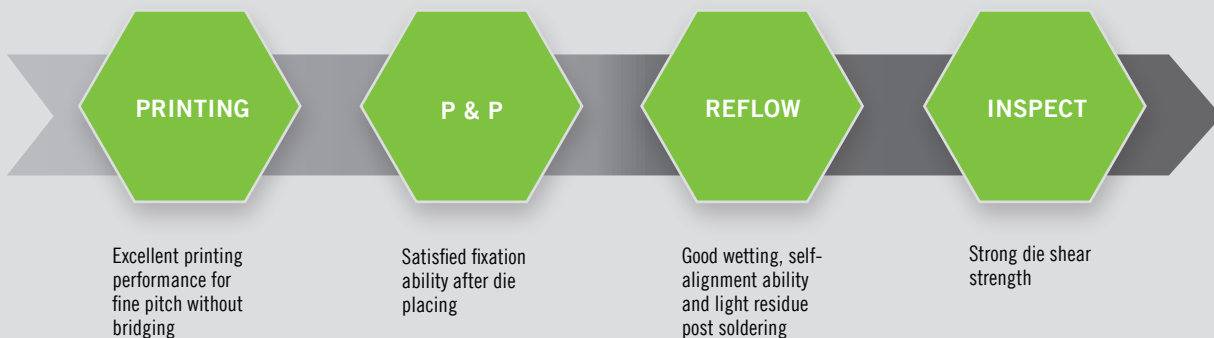 PRINTING
P & P
REFLOW
INSPECT
Excellent printing
performance for
fine pitch without
bridging
Satisfied fixation
ability after die
placing
Good wetting, self-
alignment ability
and light residue
post soldering
Strong die shear
strength